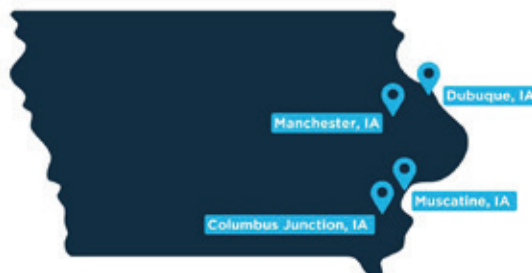 Dubuque, IA
Manchester, IA
Muscatine, IA
Columbus Junction, IA